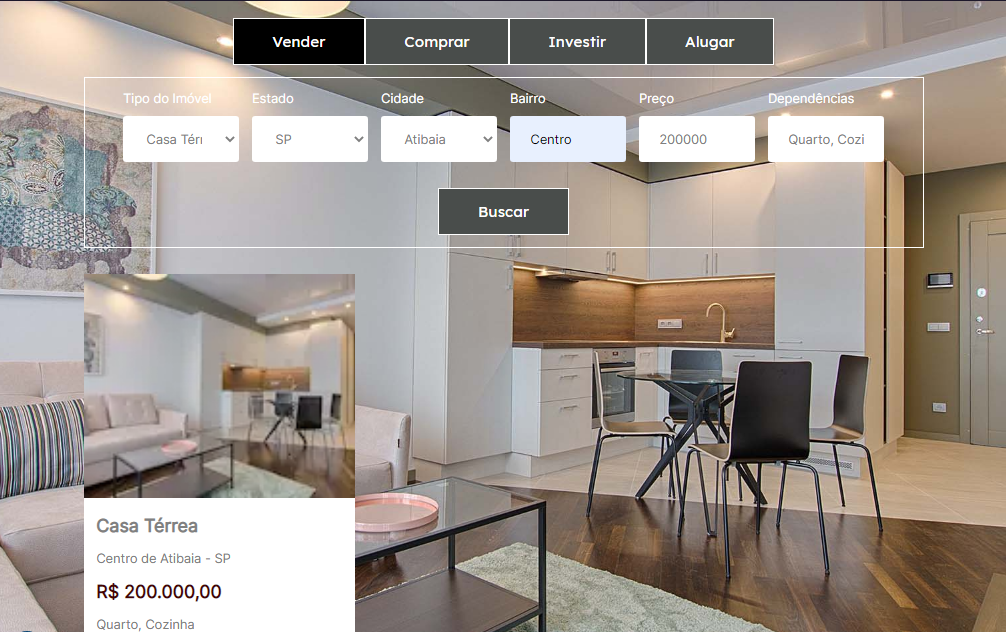 Vender Comprar Investir Alugar
Tipo do Imóvel Estado Cidade Bairro Preço Dependências
Casa Térr SP Atibaia Centro 200000 Quarto, Cozi
Buscar
Casa Térrea
Centro de Atibaia - SP
R$ 200.000,00
Quarto, Cozinha